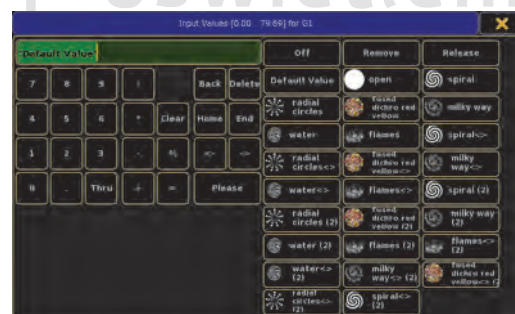 Input Values [0.00 79.69] for G1
Default Value
Off Remove Release
7 8 9 Back Delete
Default Value open spiral
4 5 6 Clear Home End
radial circles
fused dichro red yellow
milky way
water flames spiral<>
1 2 3
radial circles<>
fused dichro red yellow
milky way<>
0 . Thru + = Please
water<> flames<> spiral (2)
radial circles (2)
fused dichro red yellow (2)
milky way (2)
water (2) flames (2) flames<> (2)
water<> (2)
milky way<> (2)
fused dichro red yellow<> (2
radial circles<> (2)
spiral<> (2)